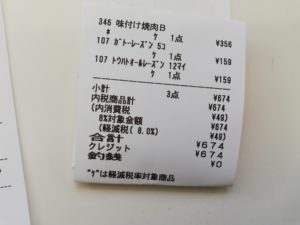 346 味付け焼肉B
* ケ 1点 ¥356
107 ガトーレーズン 5コ
ケ 1点 ¥159
107 トウハトオールレーズン 12マイ
ケ 1点 ¥159
小計 3点 ¥674
内税商品計 ¥674
(内消費税 ¥49)
8%対象金額 ¥674
(軽減税( 8.0%) ¥49)
合計 ¥674
クレジット ¥674
釣銭 ¥0
"ケ"は軽減税率対象商品